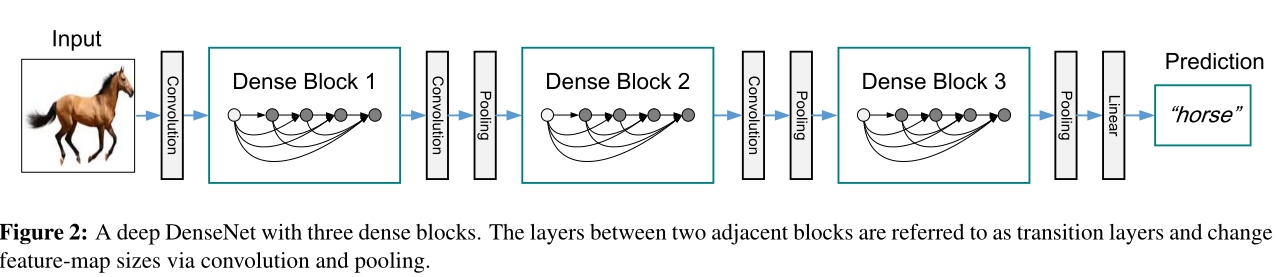 Input
Convolution
Dense Block 1
Convolution
Pooling
Dense Block 2
Convolution
Pooling
Dense Block 3
Pooling
Linear
Prediction
“horse”
Figure 2: A deep DenseNet with three dense blocks. The layers between two adjacent blocks are referred to as transition layers and change
feature-map sizes via convolution and pooling.